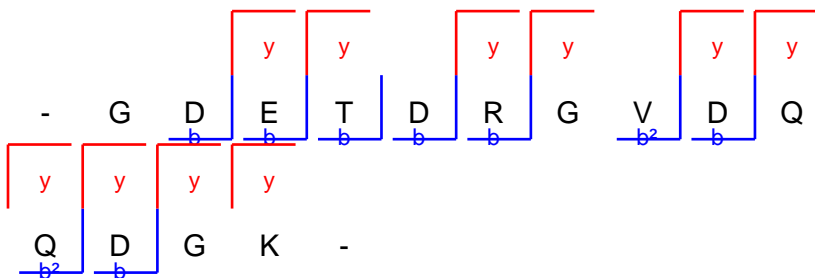 y y y y y y
- G D E T D R G V D Q
b b b b b b² b
y y y y
Q D G K -
b² b